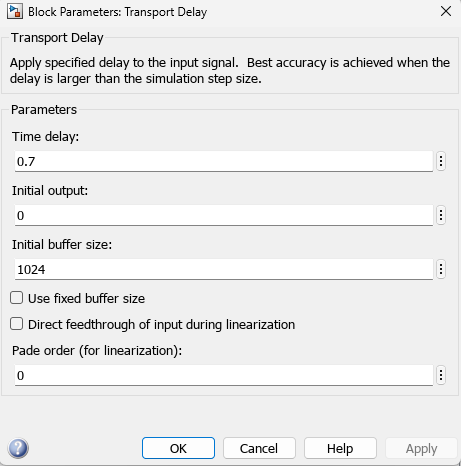 Block Parameters: Transport Delay
Transport Delay
Apply specified delay to the input signal.  Best accuracy is achieved when the
delay is larger than the simulation step size.
Parameters
Time delay:
0.7
Initial output:
0
Initial buffer size:
1024
Use fixed buffer size
Direct feedthrough of input during linearization
Pade order (for linearization):
0
? OK Cancel Help Apply